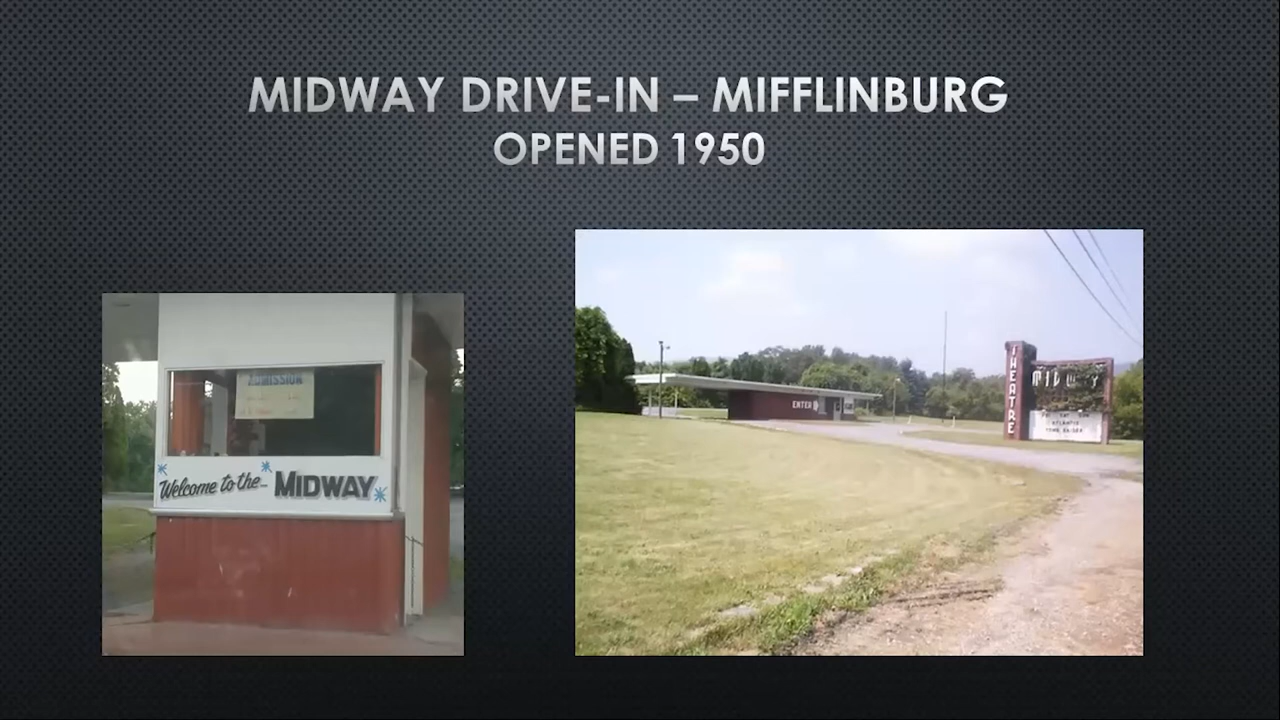 MIDWAY DRIVE-IN – MIFFLINBURG
OPENED 1950
ADMISSION
Welcome to the MIDWAY
ENTER
THEATRE
MIDWAY